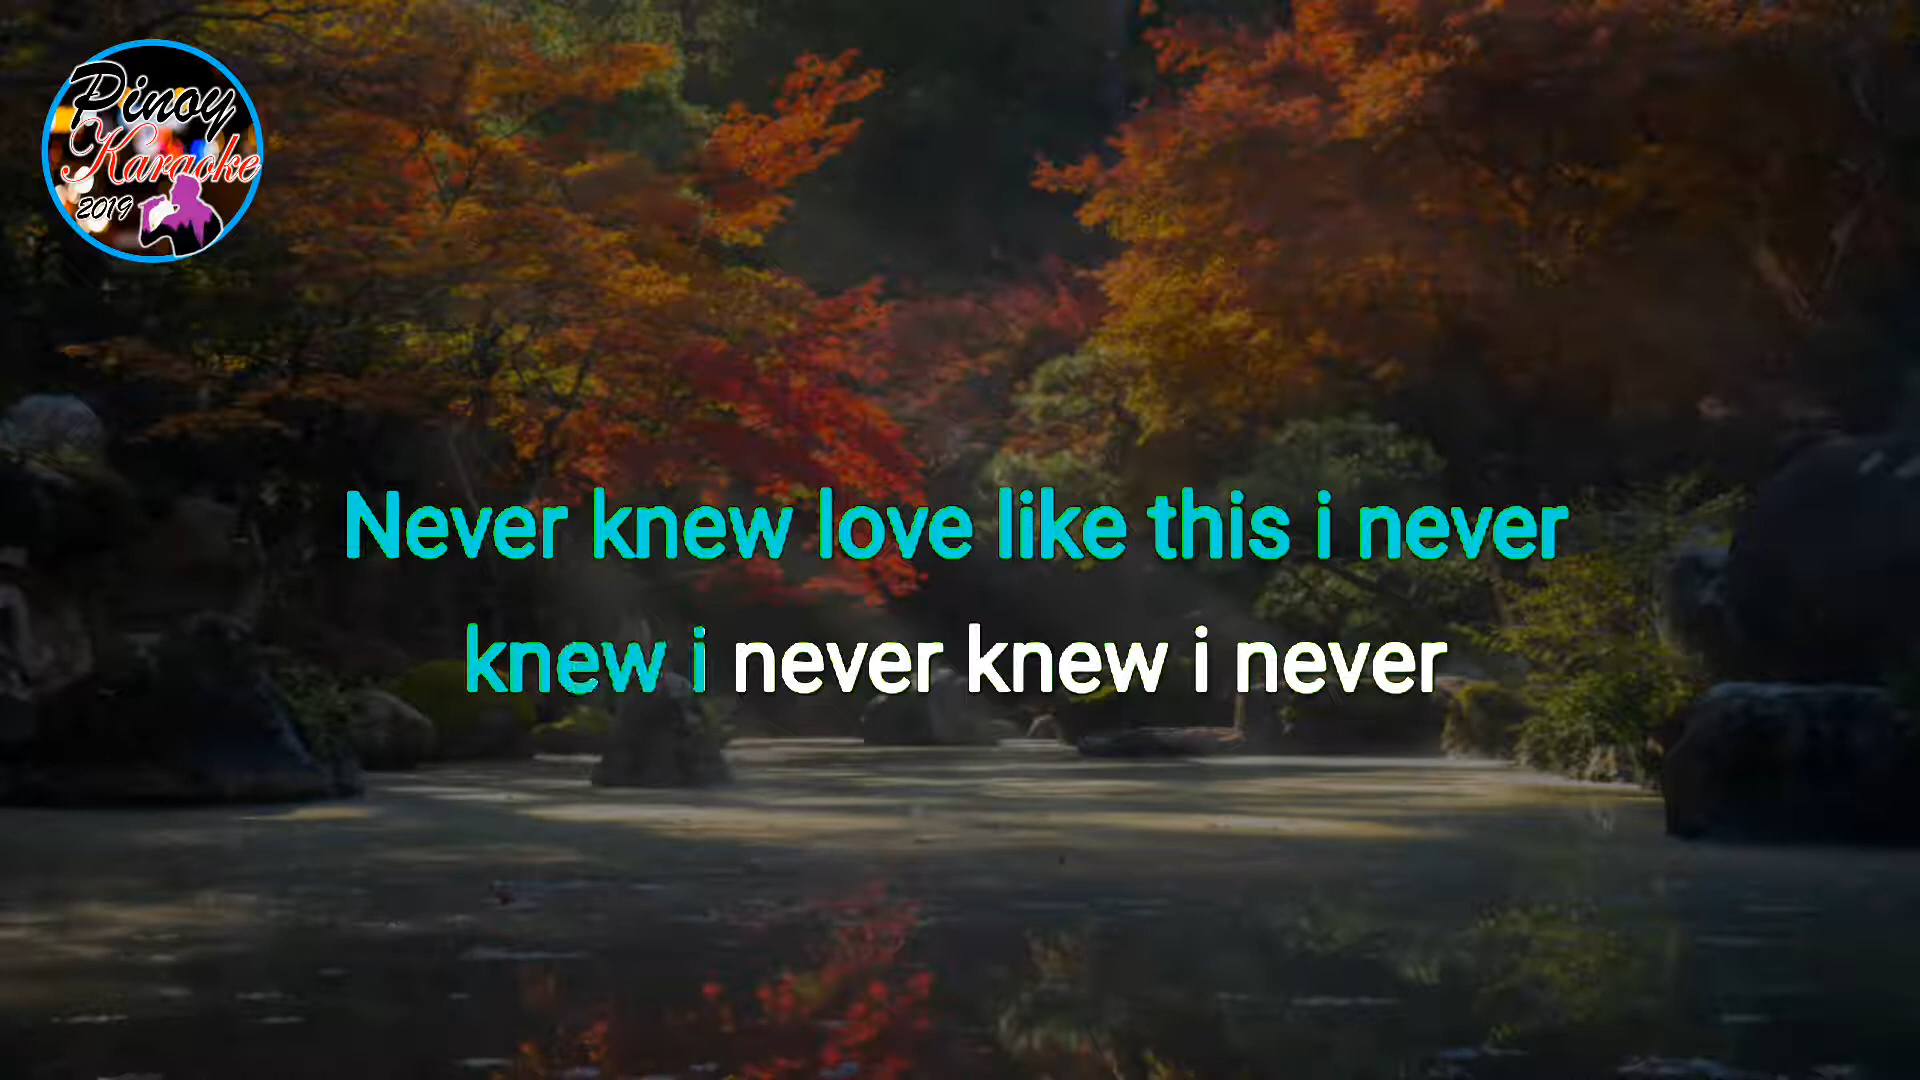 Pinoy
Karaoke
2019
Never knew love like this i never
knew i never knew i never